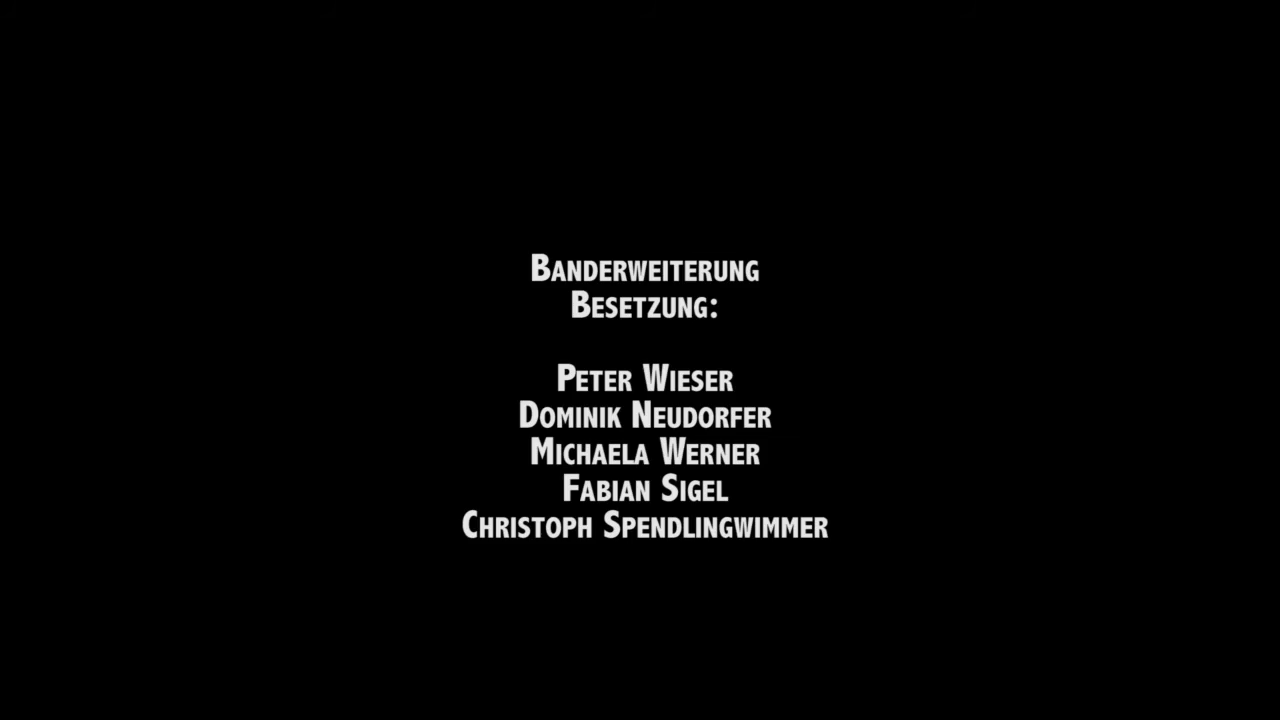 Banderweiterung
Besetzung:
Peter Wieser
Dominik Neudorfer
Michaela Werner
Fabian Sigel
Christoph Spendlingwimmer